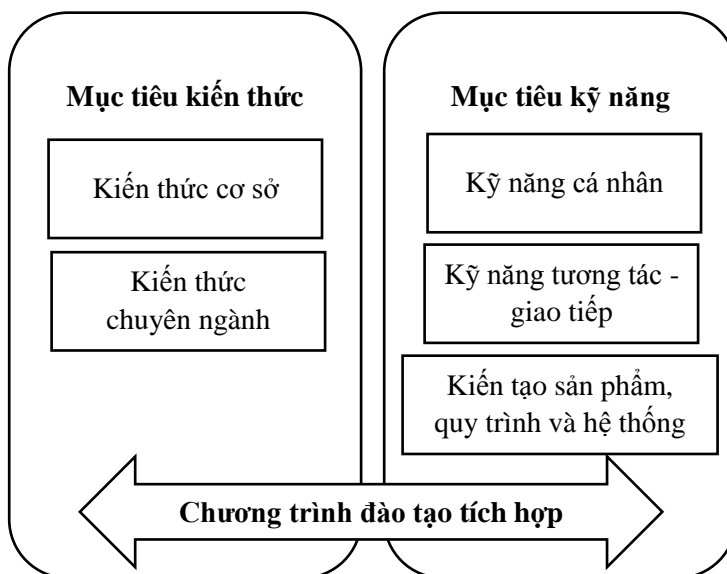 Mục tiêu kiến thức
Kiến thức cơ sở
Kiến thức
chuyên ngành
Mục tiêu kỹ năng
Kỹ năng cá nhân
Kỹ năng tương tác -
giao tiếp
Kiến tạo sản phẩm,
quy trình và hệ thống
Chương trình đào tạo tích hợp